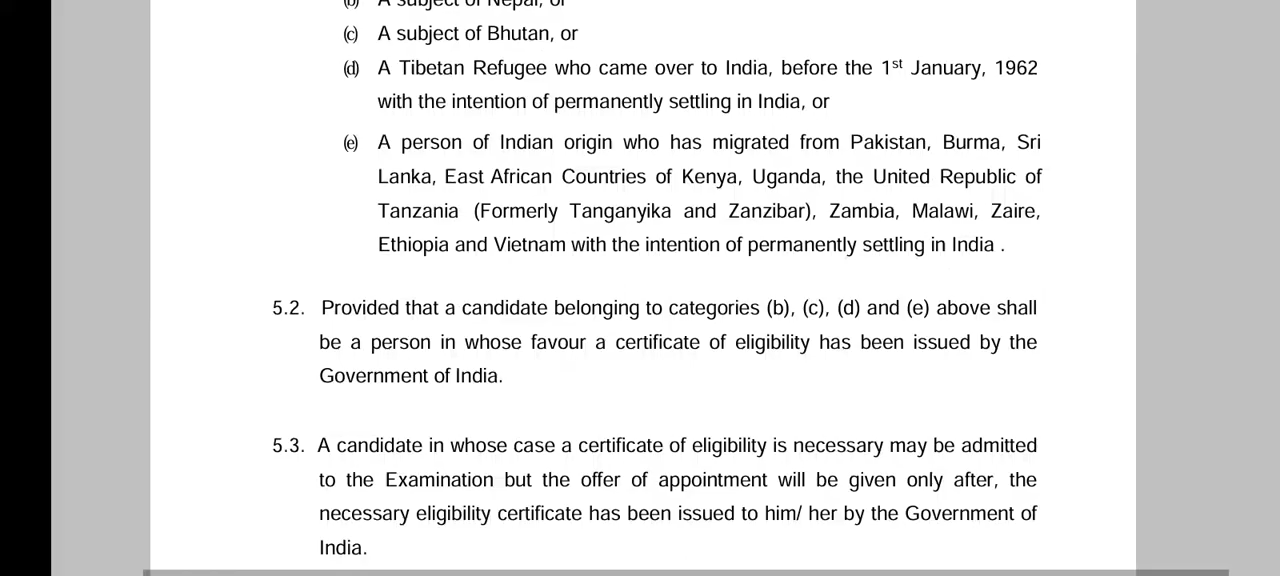 (b) A subject of Nepal, or
(c) A subject of Bhutan, or
(d) A Tibetan Refugee who came over to India, before the 1st January, 1962
with the intention of permanently settling in India, or
(e) A person of Indian origin who has migrated from Pakistan, Burma, Sri
Lanka, East African Countries of Kenya, Uganda, the United Republic of
Tanzania (Formerly Tanganyika and Zanzibar), Zambia, Malawi, Zaire,
Ethiopia and Vietnam with the intention of permanently settling in India .
5.2. Provided that a candidate belonging to categories (b), (c), (d) and (e) above shall
be a person in whose favour a certificate of eligibility has been issued by the
Government of India.
5.3. A candidate in whose case a certificate of eligibility is necessary may be admitted
to the Examination but the offer of appointment will be given only after, the
necessary eligibility certificate has been issued to him/ her by the Government of
India.